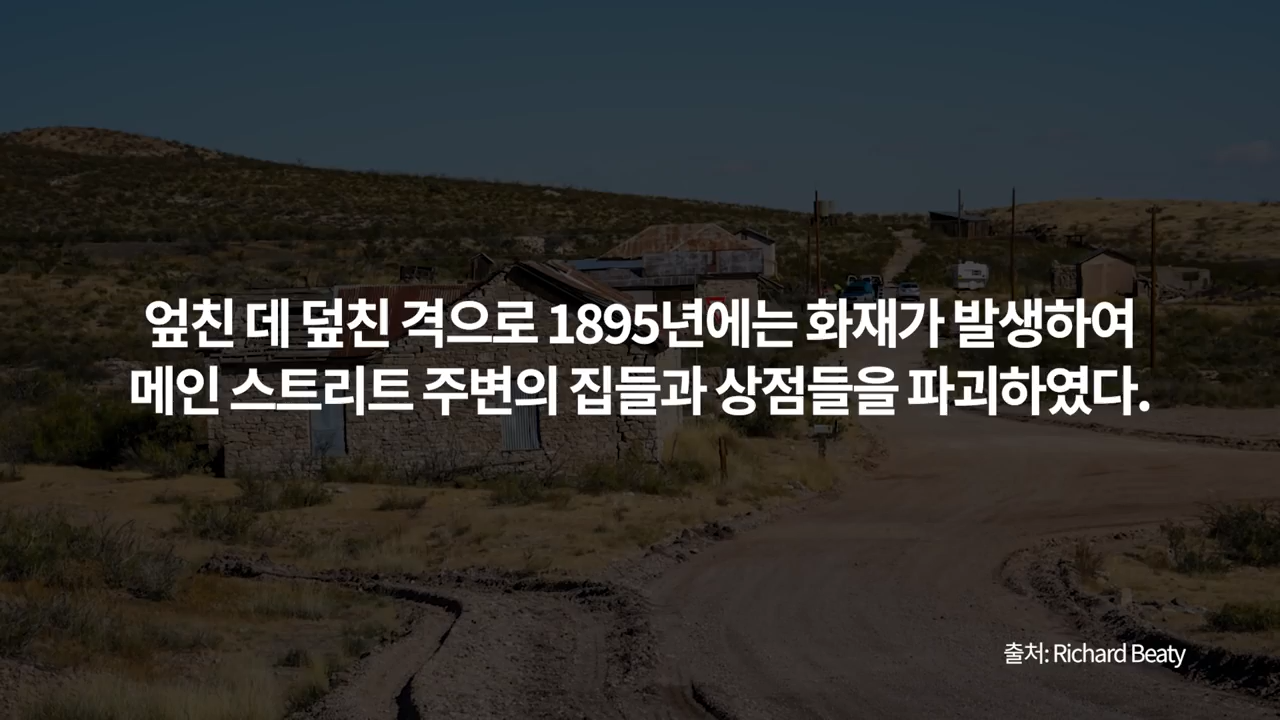 엎친 데 덮친 격으로 1895년에는 화재가 발생하여
메인 스트리트 주변의 집들과 상점들을 파괴하였다.
출처: Richard Beaty